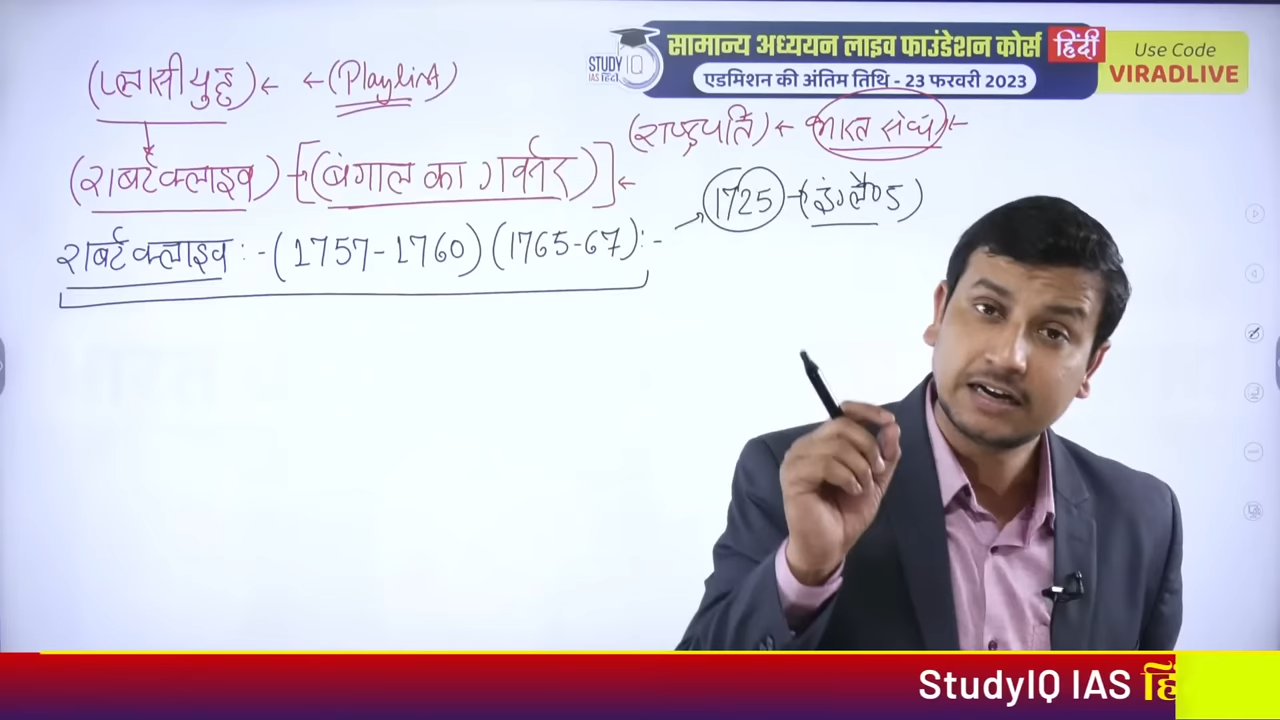 STUDY IQ
IAS हिंदी
सामान्य अध्ययन लाइव फाउंडेशन कोर्स हिंदी
एडमिशन की अंतिम तिथि - 23 फरवरी 2023
Use Code
VIRADLIVE
(प्लासी युद्ध) ← ← (Playlist)
(राष्ट्रपति) ← भारत संघ ←
(राबर्ट क्लाइव) → [(बंगाल का गवर्नर)] ←
राबर्ट क्लाइव :- (1757-1760) (1765-67):- → 1725 → (इंग्लैण्ड)
StudyIQ IAS हिं